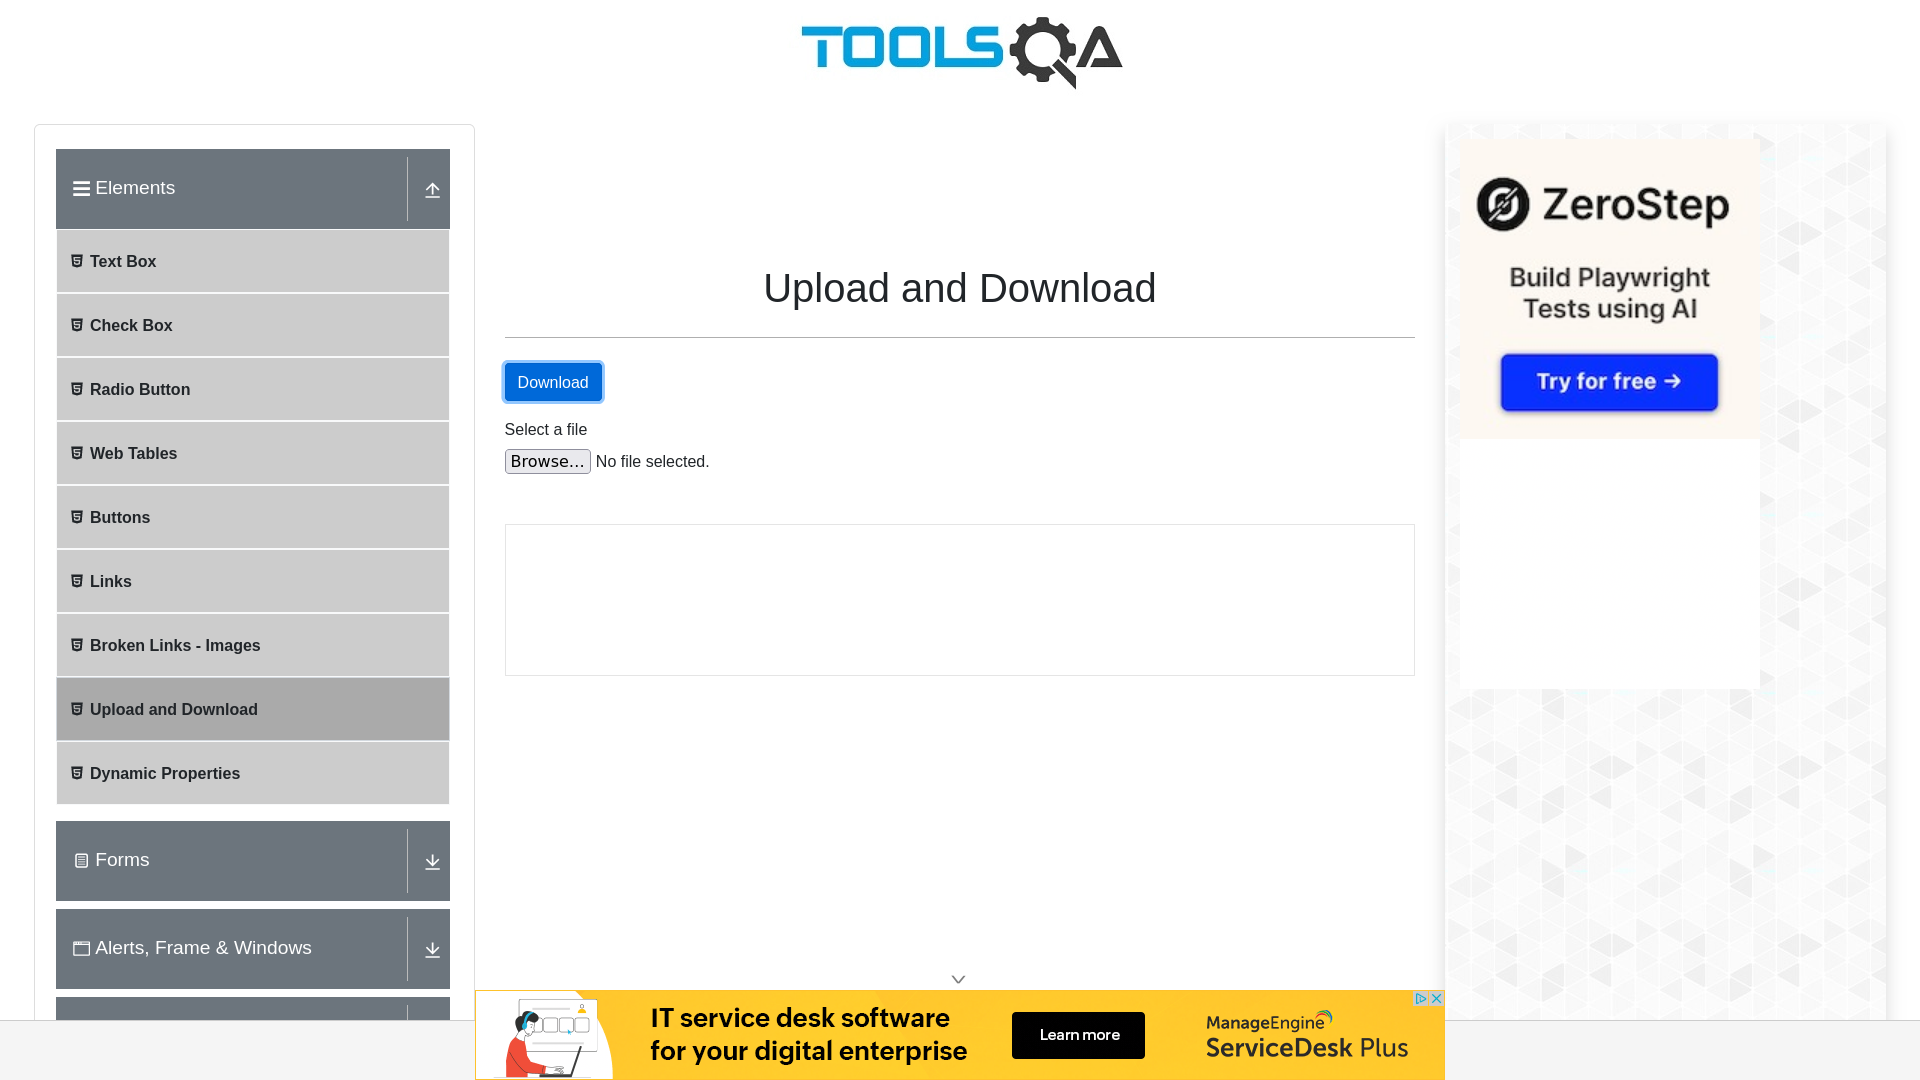 TOOLSQA
Elements
Text Box
Check Box
Radio Button
Web Tables
Buttons
Links
Broken Links - Images
Upload and Download
Dynamic Properties
Forms
Alerts, Frame & Windows
Upload and Download
Download
Select a file
Browse... No file selected.
ZeroStep
Build Playwright
Tests using AI
Try for free →
IT service desk software
for your digital enterprise
Learn more
ManageEngine
ServiceDesk Plus